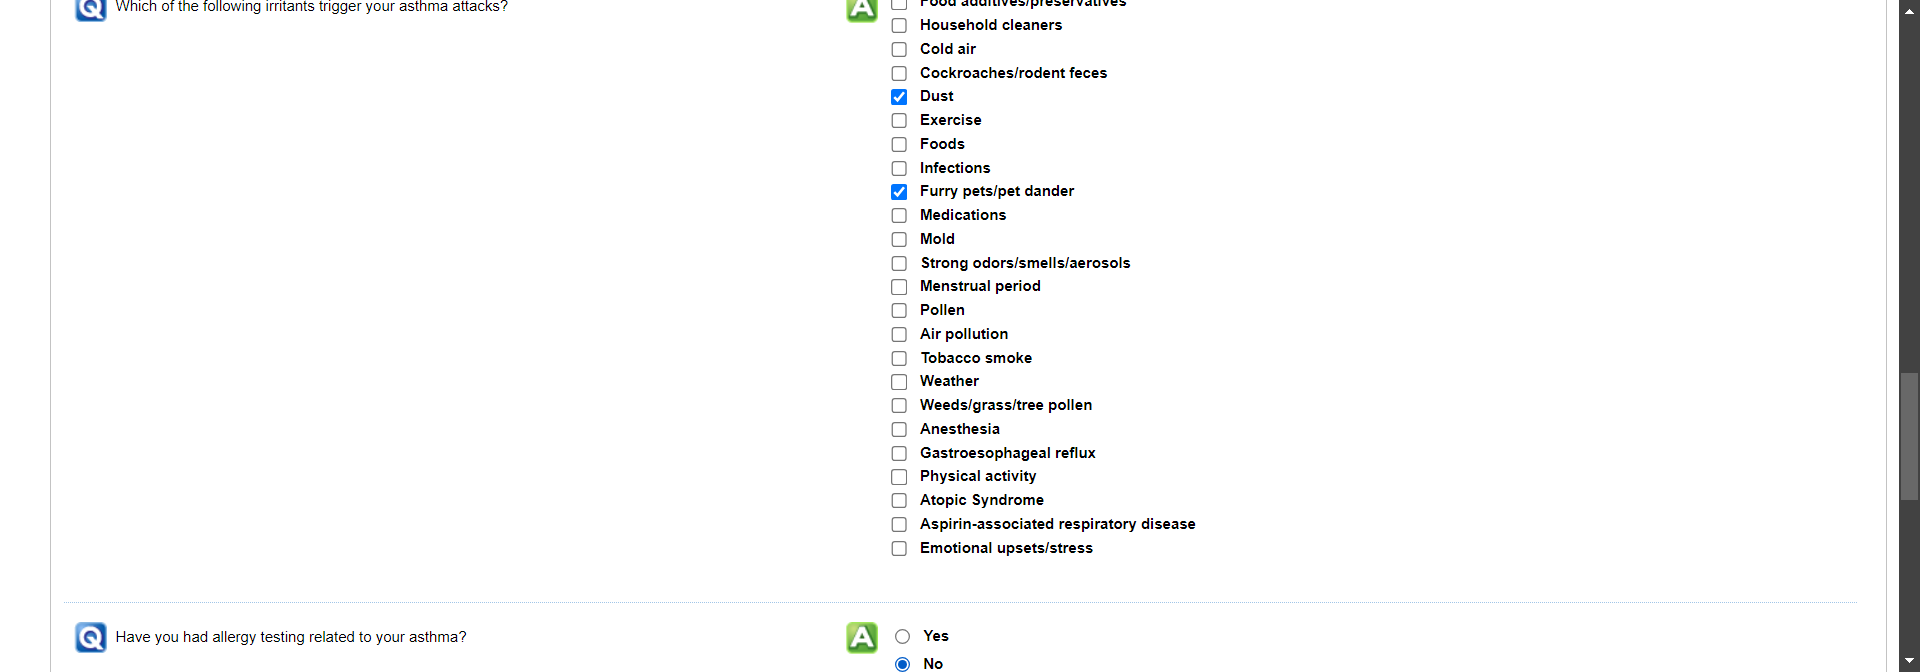 Which of the following irritants trigger your asthma attacks?
Food additives/preservatives
Household cleaners
Cold air
Cockroaches/rodent feces
Dust
Exercise
Foods
Infections
Furry pets/pet dander
Medications
Mold
Strong odors/smells/aerosols
Menstrual period
Pollen
Air pollution
Tobacco smoke
Weather
Weeds/grass/tree pollen
Anesthesia
Gastroesophageal reflux
Physical activity
Atopic Syndrome
Aspirin-associated respiratory disease
Emotional upsets/stress
Q Have you had allergy testing related to your asthma?
A Yes
No